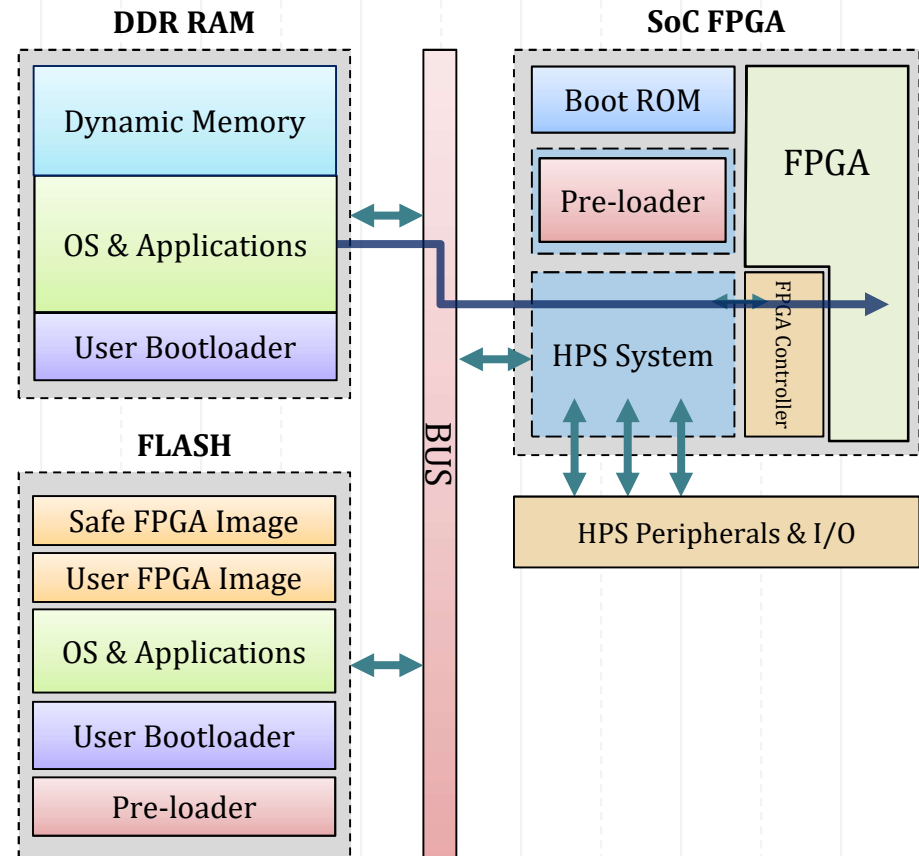 DDR RAM
Dynamic Memory
OS & Applications
User Bootloader
FLASH
Safe FPGA Image
User FPGA Image
OS & Applications
User Bootloader
Pre-loader
BUS
SoC FPGA
Boot ROM
Pre-loader
FPGA
HPS System
FPGA Controller
HPS Peripherals & I/O